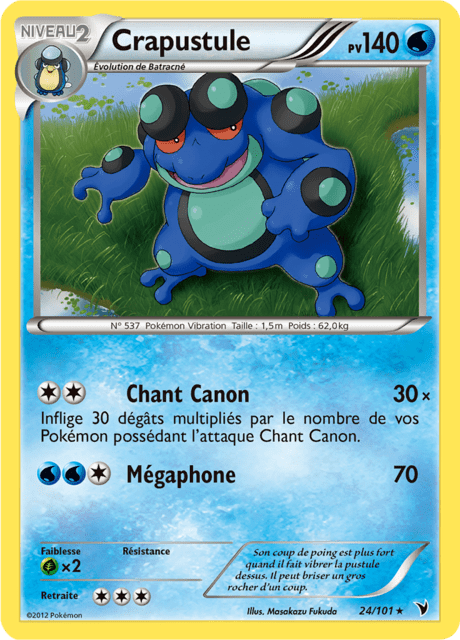 NIVEAU2
Crapustule
PV140
Évolution de Batracné
N° 537 Pokémon Vibration Taille : 1,5m Poids : 62,0kg
Chant Canon 30×
Inflige 30 dégâts multipliés par le nombre de vos
Pokémon possédant l'attaque Chant Canon.
Mégaphone 70
Faiblesse Résistance
×2
Retraite
Son coup de poing est plus fort
quand il fait vibrer la pustule
dessus. Il peut briser un gros
rocher d'un coup.
©2012 Pokémon
Illus. Masakazu Fukuda
24/101 ★